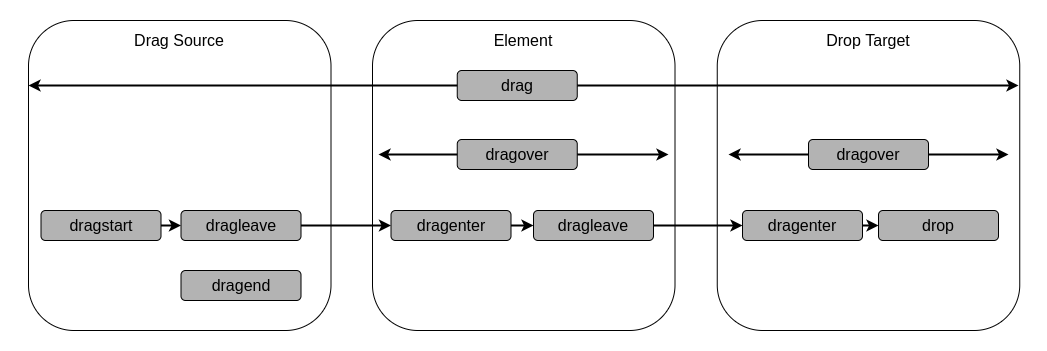 Drag Source
Element
Drop Target
drag
dragover
dragover
dragstart
dragleave
dragenter
dragleave
dragenter
drop
dragend